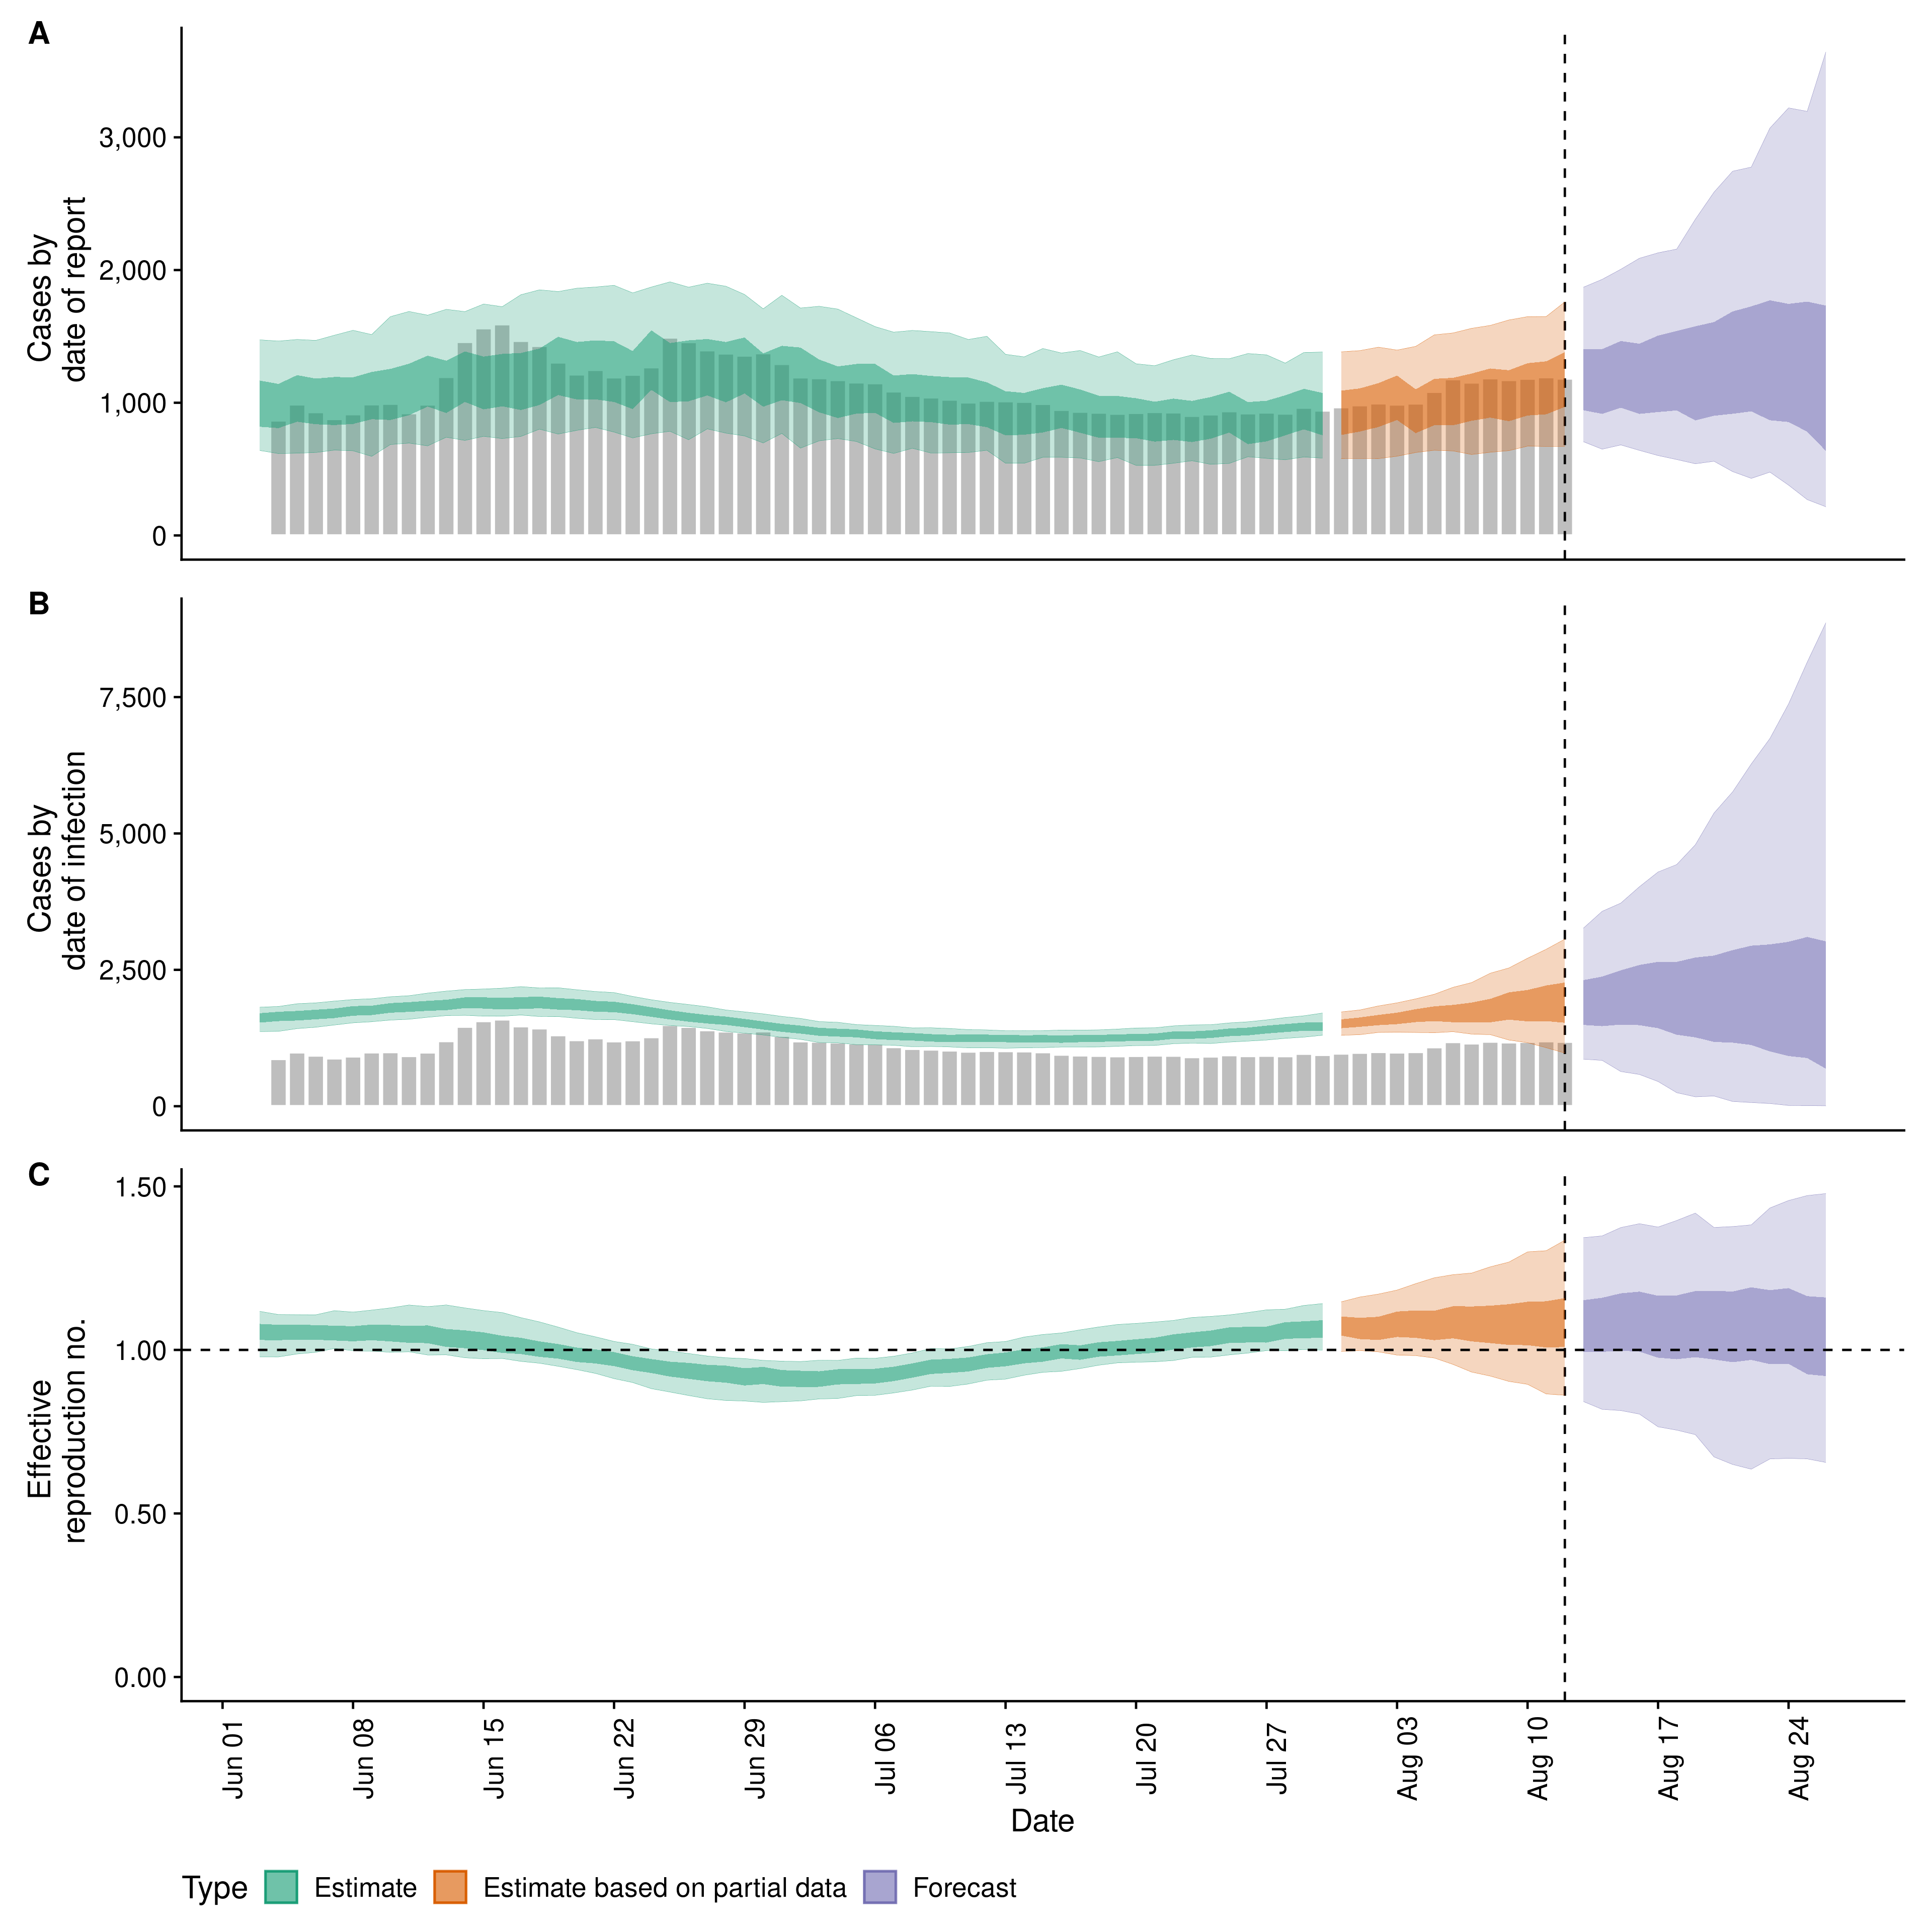 A
Cases by
date of report
3,000
2,000
1,000
0
B
Cases by
date of infection
7,500
5,000
2,500
0
C
Effective
reproduction no.
1.50
1.00
0.50
0.00
Jun 01
Jun 08
Jun 15
Jun 22
Jun 29
Jul 06
Jul 13
Jul 20
Jul 27
Aug 03
Aug 10
Aug 17
Aug 24
Date
Type Estimate Estimate based on partial data Forecast